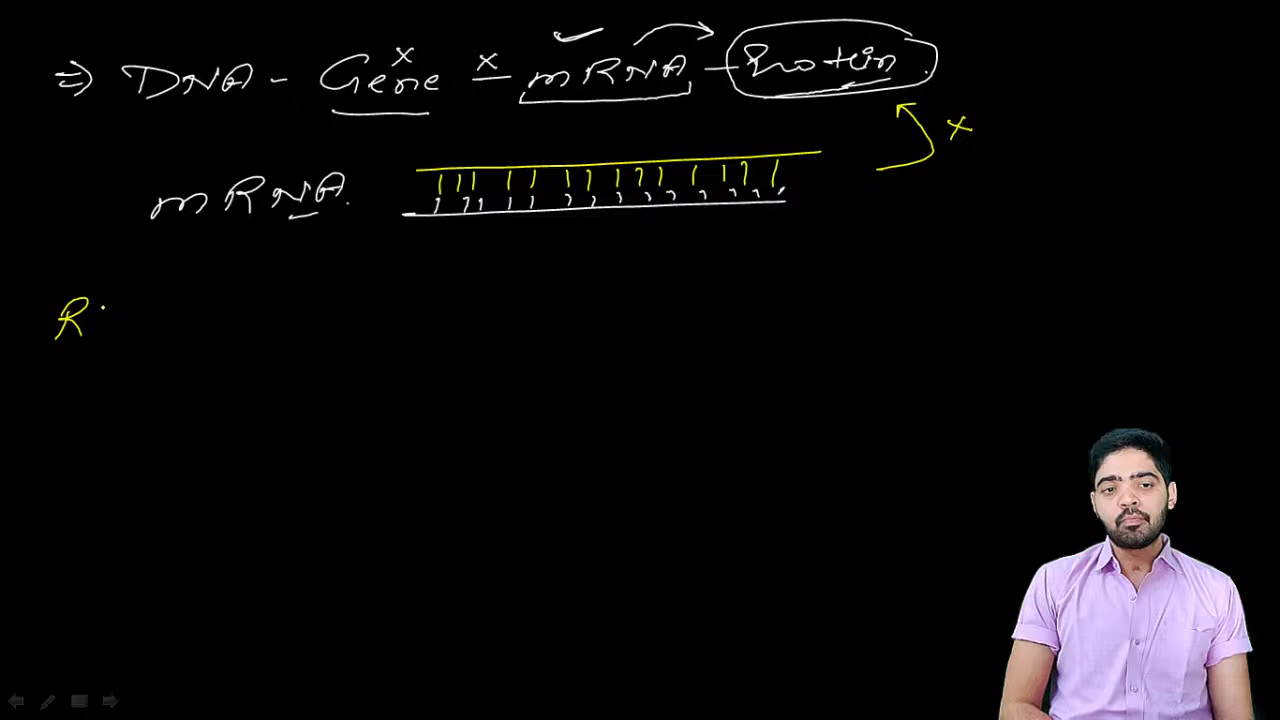 ⇒ DNA - Gene - mRNA - Protein.
mRNA.
R